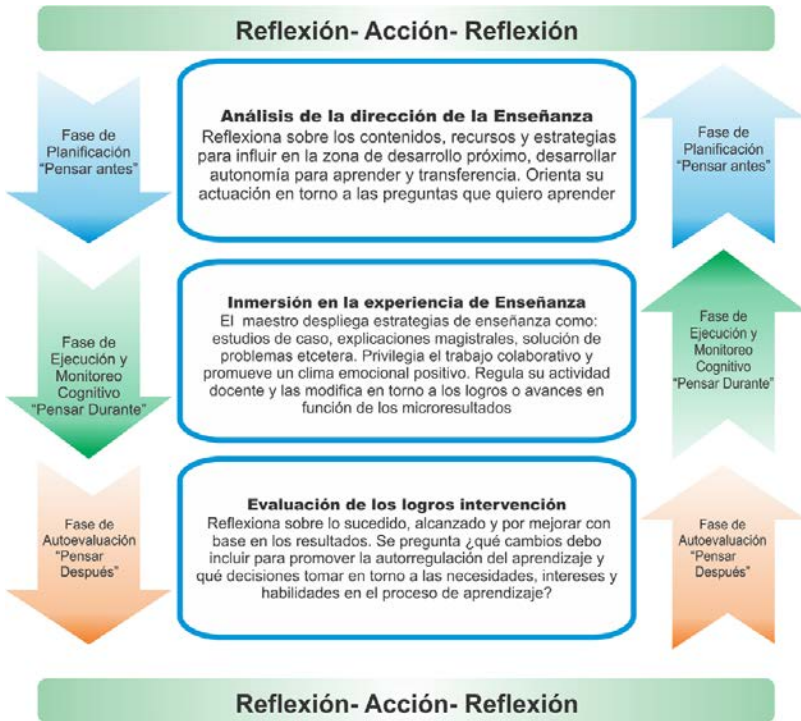 Reflexión- Acción- Reflexión
Fase de
Planificación
“Pensar antes”
Análisis de la dirección de la Enseñanza
Reflexiona sobre los contenidos, recursos y estrategias
para influir en la zona de desarrollo próximo, desarrollar
autonomía para aprender y transferencia. Orienta su
actuación en torno a las preguntas que quiero aprender
Fase de
Planificación
“Pensar antes”
Fase de
Ejecución y
Monitoreo
Cognitivo
“Pensar Durante”
Inmersión en la experiencia de Enseñanza
El maestro despliega estrategias de enseñanza como:
estudios de caso, explicaciones magistrales, solución de
problemas etcetera. Privilegia el trabajo colaborativo y
promueve un clima emocional positivo. Regula su actividad
docente y las modifica en torno a los logros o avances en
función de los microresultados
Fase de
Ejecución y
Monitoreo
Cognitivo
“Pensar Durante”
Fase de
Autoevaluación
“Pensar
Después”
Evaluación de los logros intervención
Reflexiona sobre lo sucedido, alcanzado y por mejorar con
base en los resultados. Se pregunta ¿qué cambios debo
incluir para promover la autorregulación del aprendizaje y
qué decisiones tomar en torno a las necesidades, intereses y
habilidades en el proceso de aprendizaje?
Fase de
Autoevaluación
“Pensar
Después”
Reflexión- Acción- Reflexión